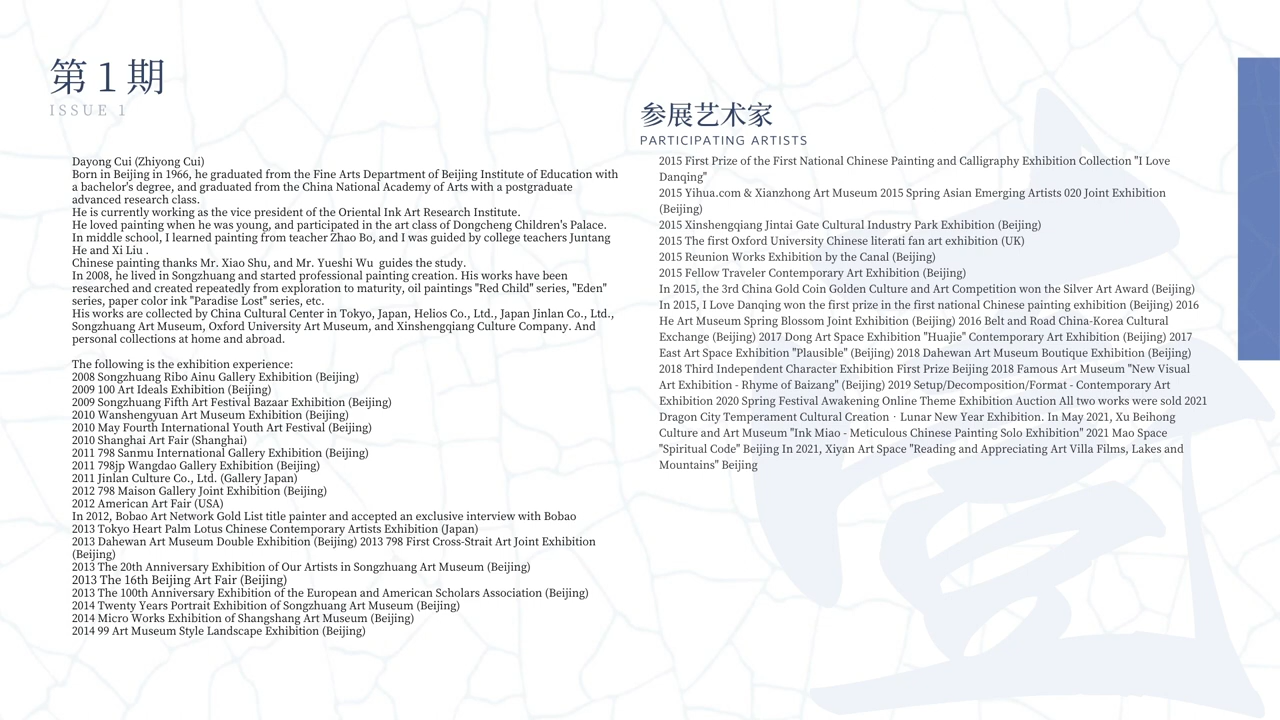 第 1 期
ISSUE 1
Dayong Cui (Zhiyong Cui)
Born in Beijing in 1966, he graduated from the Fine Arts Department of Beijing Institute of Education with
a bachelor's degree, and graduated from the China National Academy of Arts with a postgraduate
advanced research class.
He is currently working as the vice president of the Oriental Ink Art Research Institute.
He loved painting when he was young, and participated in the art class of Dongcheng Children's Palace.
In middle school, I learned painting from teacher Zhao Bo, and I was guided by college teachers Juntang
He and Xi Liu .
Chinese painting thanks Mr. Xiao Shu, and Mr. Yueshi Wu  guides the study.
In 2008, he lived in Songzhuang and started professional painting creation. His works have been
researched and created repeatedly from exploration to maturity, oil paintings "Red Child" series, "Eden"
series, paper color ink "Paradise Lost" series, etc.
His works are collected by China Cultural Center in Tokyo, Japan, Helios Co., Ltd., Japan Jinlan Co., Ltd.,
Songzhuang Art Museum, Oxford University Art Museum, and Xinshengqiang Culture Company. And
personal collections at home and abroad.
The following is the exhibition experience:
2008 Songzhuang Ribo Ainu Gallery Exhibition (Beijing)
2009 100 Art Ideals Exhibition (Beijing)
2009 Songzhuang Fifth Art Festival Bazaar Exhibition (Beijing)
2010 Wanshengyuan Art Museum Exhibition (Beijing)
2010 May Fourth International Youth Art Festival (Beijing)
2010 Shanghai Art Fair (Shanghai)
2011 798 Sanmu International Gallery Exhibition (Beijing)
2011 798jp Wangdao Gallery Exhibition (Beijing)
2011 Jinlan Culture Co., Ltd. (Gallery Japan)
2012 798 Maison Gallery Joint Exhibition (Beijing)
2012 American Art Fair (USA)
In 2012, Bobao Art Network Gold List title painter and accepted an exclusive interview with Bobao
2013 Tokyo Heart Palm Lotus Chinese Contemporary Artists Exhibition (Japan)
2013 Dahewan Art Museum Double Exhibition (Beijing) 2013 798 First Cross-Strait Art Joint Exhibition
(Beijing)
2013 The 20th Anniversary Exhibition of Our Artists in Songzhuang Art Museum (Beijing)
2013 The 16th Beijing Art Fair (Beijing)
2013 The 100th Anniversary Exhibition of the European and American Scholars Association (Beijing)
2014 Twenty Years Portrait Exhibition of Songzhuang Art Museum (Beijing)
2014 Micro Works Exhibition of Shangshang Art Museum (Beijing)
2014 99 Art Museum Style Landscape Exhibition (Beijing)
参展艺术家
PARTICIPATING ARTISTS
2015 First Prize of the First National Chinese Painting and Calligraphy Exhibition Collection "I Love
Danqing"
2015 Yihua.com & Xianzhong Art Museum 2015 Spring Asian Emerging Artists 020 Joint Exhibition
(Beijing)
2015 Xinshengqiang Jintai Gate Cultural Industry Park Exhibition (Beijing)
2015 The first Oxford University Chinese literati fan art exhibition (UK)
2015 Reunion Works Exhibition by the Canal (Beijing)
2015 Fellow Traveler Contemporary Art Exhibition (Beijing)
In 2015, the 3rd China Gold Coin Golden Culture and Art Competition won the Silver Art Award (Beijing)
In 2015, I Love Danqing won the first prize in the first national Chinese painting exhibition (Beijing) 2016
He Art Museum Spring Blossom Joint Exhibition (Beijing) 2016 Belt and Road China-Korea Cultural
Exchange (Beijing) 2017 Dong Art Space Exhibition "Huajie" Contemporary Art Exhibition (Beijing) 2017
East Art Space Exhibition "Plausible" (Beijing) 2018 Dahewan Art Museum Boutique Exhibition (Beijing)
2018 Third Independent Character Exhibition First Prize Beijing 2018 Famous Art Museum "New Visual
Art Exhibition - Rhyme of Baizang" (Beijing) 2019 Setup/Decomposition/Format - Contemporary Art
Exhibition 2020 Spring Festival Awakening Online Theme Exhibition Auction All two works were sold 2021
Dragon City Temperament Cultural Creation · Lunar New Year Exhibition. In May 2021, Xu Beihong
Culture and Art Museum "Ink Miao - Meticulous Chinese Painting Solo Exhibition" 2021 Mao Space
"Spiritual Code" Beijing In 2021, Xiyan Art Space "Reading and Appreciating Art Villa Films, Lakes and
Mountains" Beijing